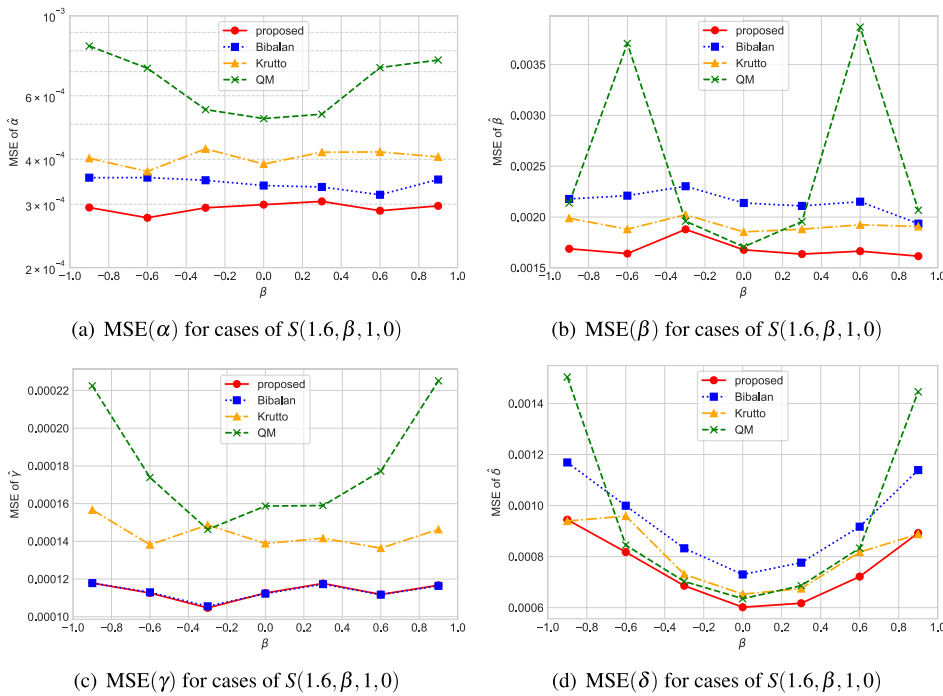 10⁻³
6 × 10⁻⁴
4 × 10⁻⁴
3 × 10⁻⁴
2 × 10⁻⁴
MSE of α̂
proposed
Bibalan
Krutto
QM
−1.0 −0.8 −0.6 −0.4 −0.2 0.0 0.2 0.4 0.6 0.8 1.0
β
(a) MSE(α) for cases of S(1.6, β, 1, 0)
0.0035
0.0030
0.0025
0.0020
0.0015
MSE of β̂
proposed
Bibalan
Krutto
QM
−1.0 −0.8 −0.6 −0.4 −0.2 0.0 0.2 0.4 0.6 0.8 1.0
β
(b) MSE(β) for cases of S(1.6, β, 1, 0)
0.00022
0.00020
0.00018
0.00016
0.00014
0.00012
0.00010
MSE of γ̂
proposed
Bibalan
Krutto
QM
−1.0 −0.8 −0.6 −0.4 −0.2 0.0 0.2 0.4 0.6 0.8 1.0
β
(c) MSE(γ) for cases of S(1.6, β, 1, 0)
0.0014
0.0012
0.0010
0.0008
0.0006
MSE of δ̂
proposed
Bibalan
Krutto
QM
−1.0 −0.8 −0.6 −0.4 −0.2 0.0 0.2 0.4 0.6 0.8 1.0
β
(d) MSE(δ) for cases of S(1.6, β, 1, 0)